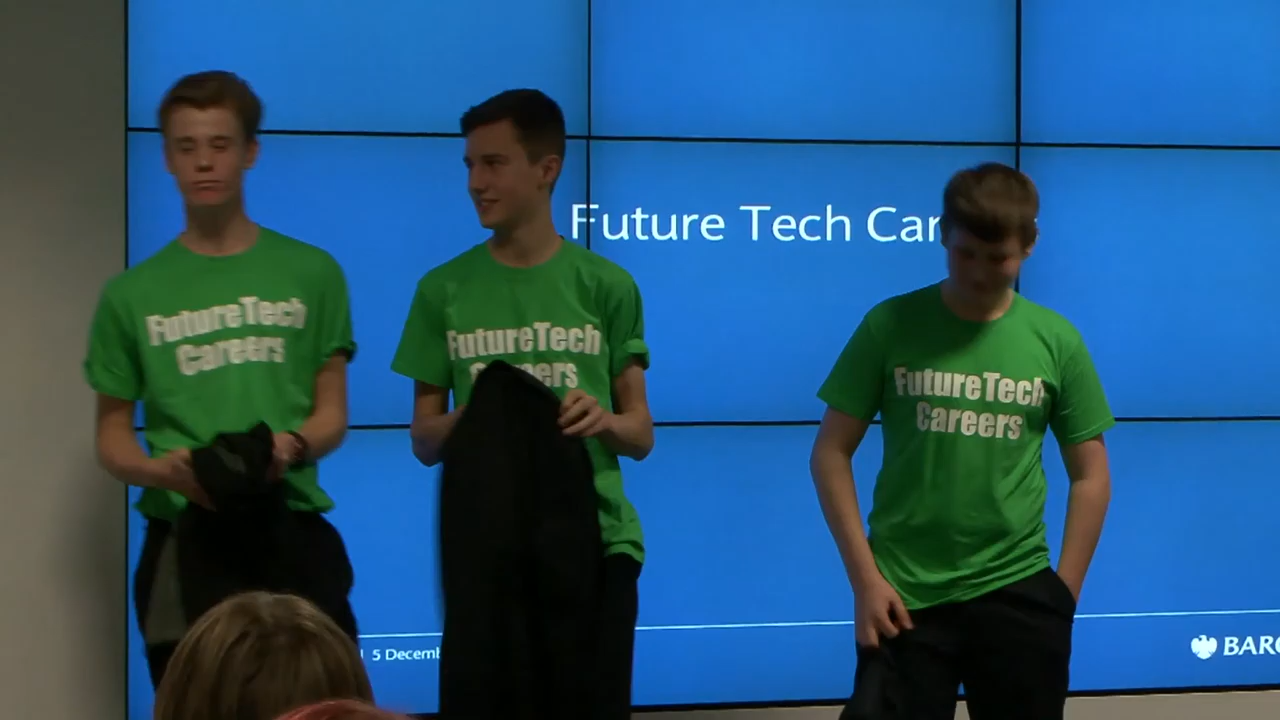 Future Tech Car
FutureTech
Careers
FutureTech
Careers
FutureTech
Careers
5 Decemb
BARC